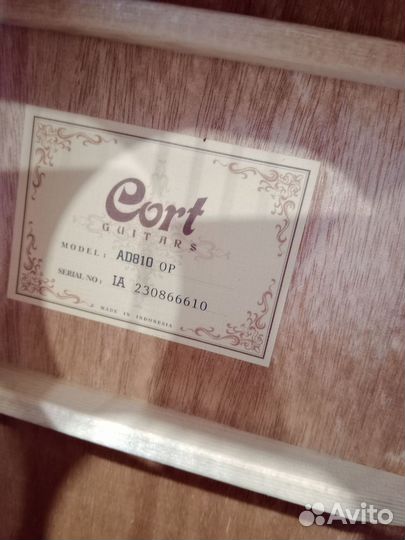 Cort
GUITARS
MODEL: AD810 OP
SERIAL NO: IA 230866610
MADE IN INDONESIA
Avito